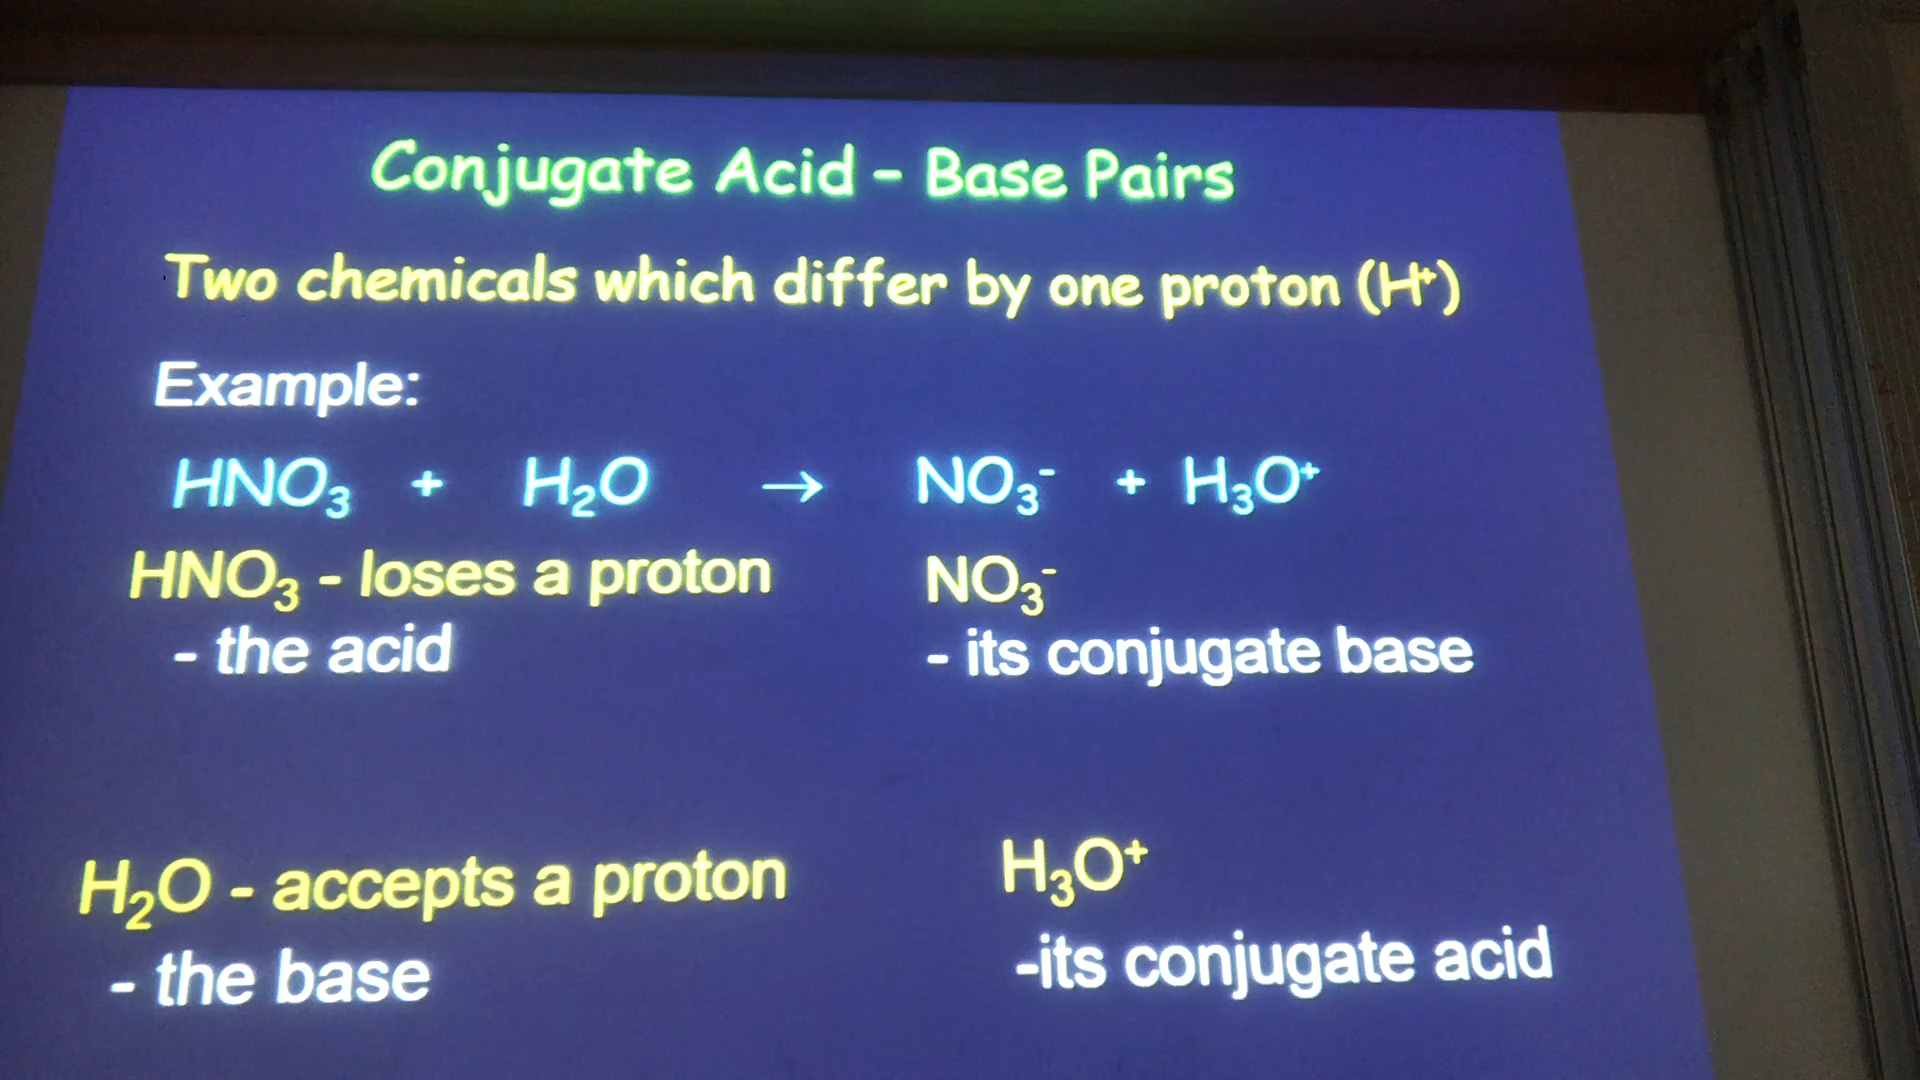 Conjugate Acid – Base Pairs
Two chemicals which differ by one proton (H⁺)
Example:
HNO₃ + H₂O → NO₃⁻ + H₃O⁺
HNO₃ - loses a proton
- the acid
NO₃⁻
- its conjugate base
H₂O - accepts a proton
- the base
H₃O⁺
-its conjugate acid